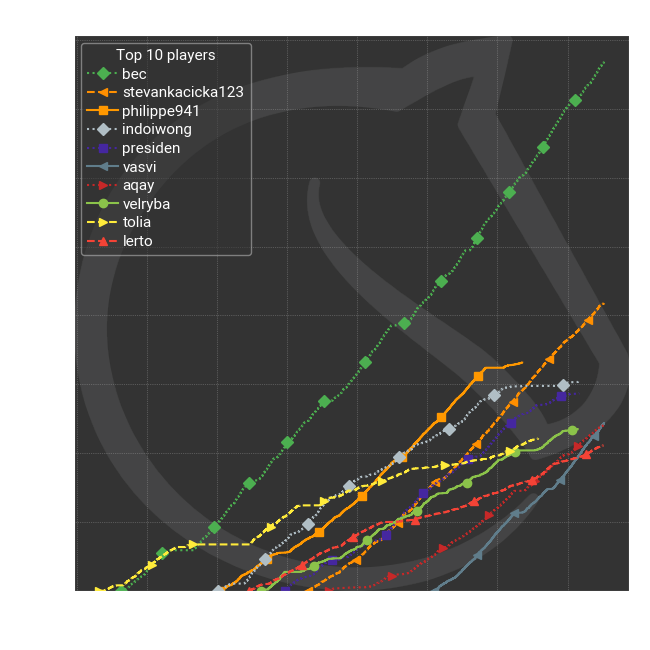 Top 10 players
bec
stevankacicka123
philippe941
indoiwong
presiden
vasvi
aqay
velryba
tolia
lerto